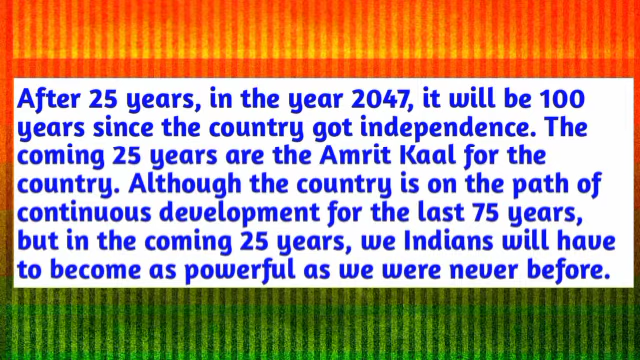 After 25 years, in the year 2047, it will be 100
years since the country got independence. The
coming 25 years are the Amrit Kaal for the
country. Although the country is on the path of
continuous development for the last 75 years,
but in the coming 25 years, we Indians will have
to become as powerful as we were never before.